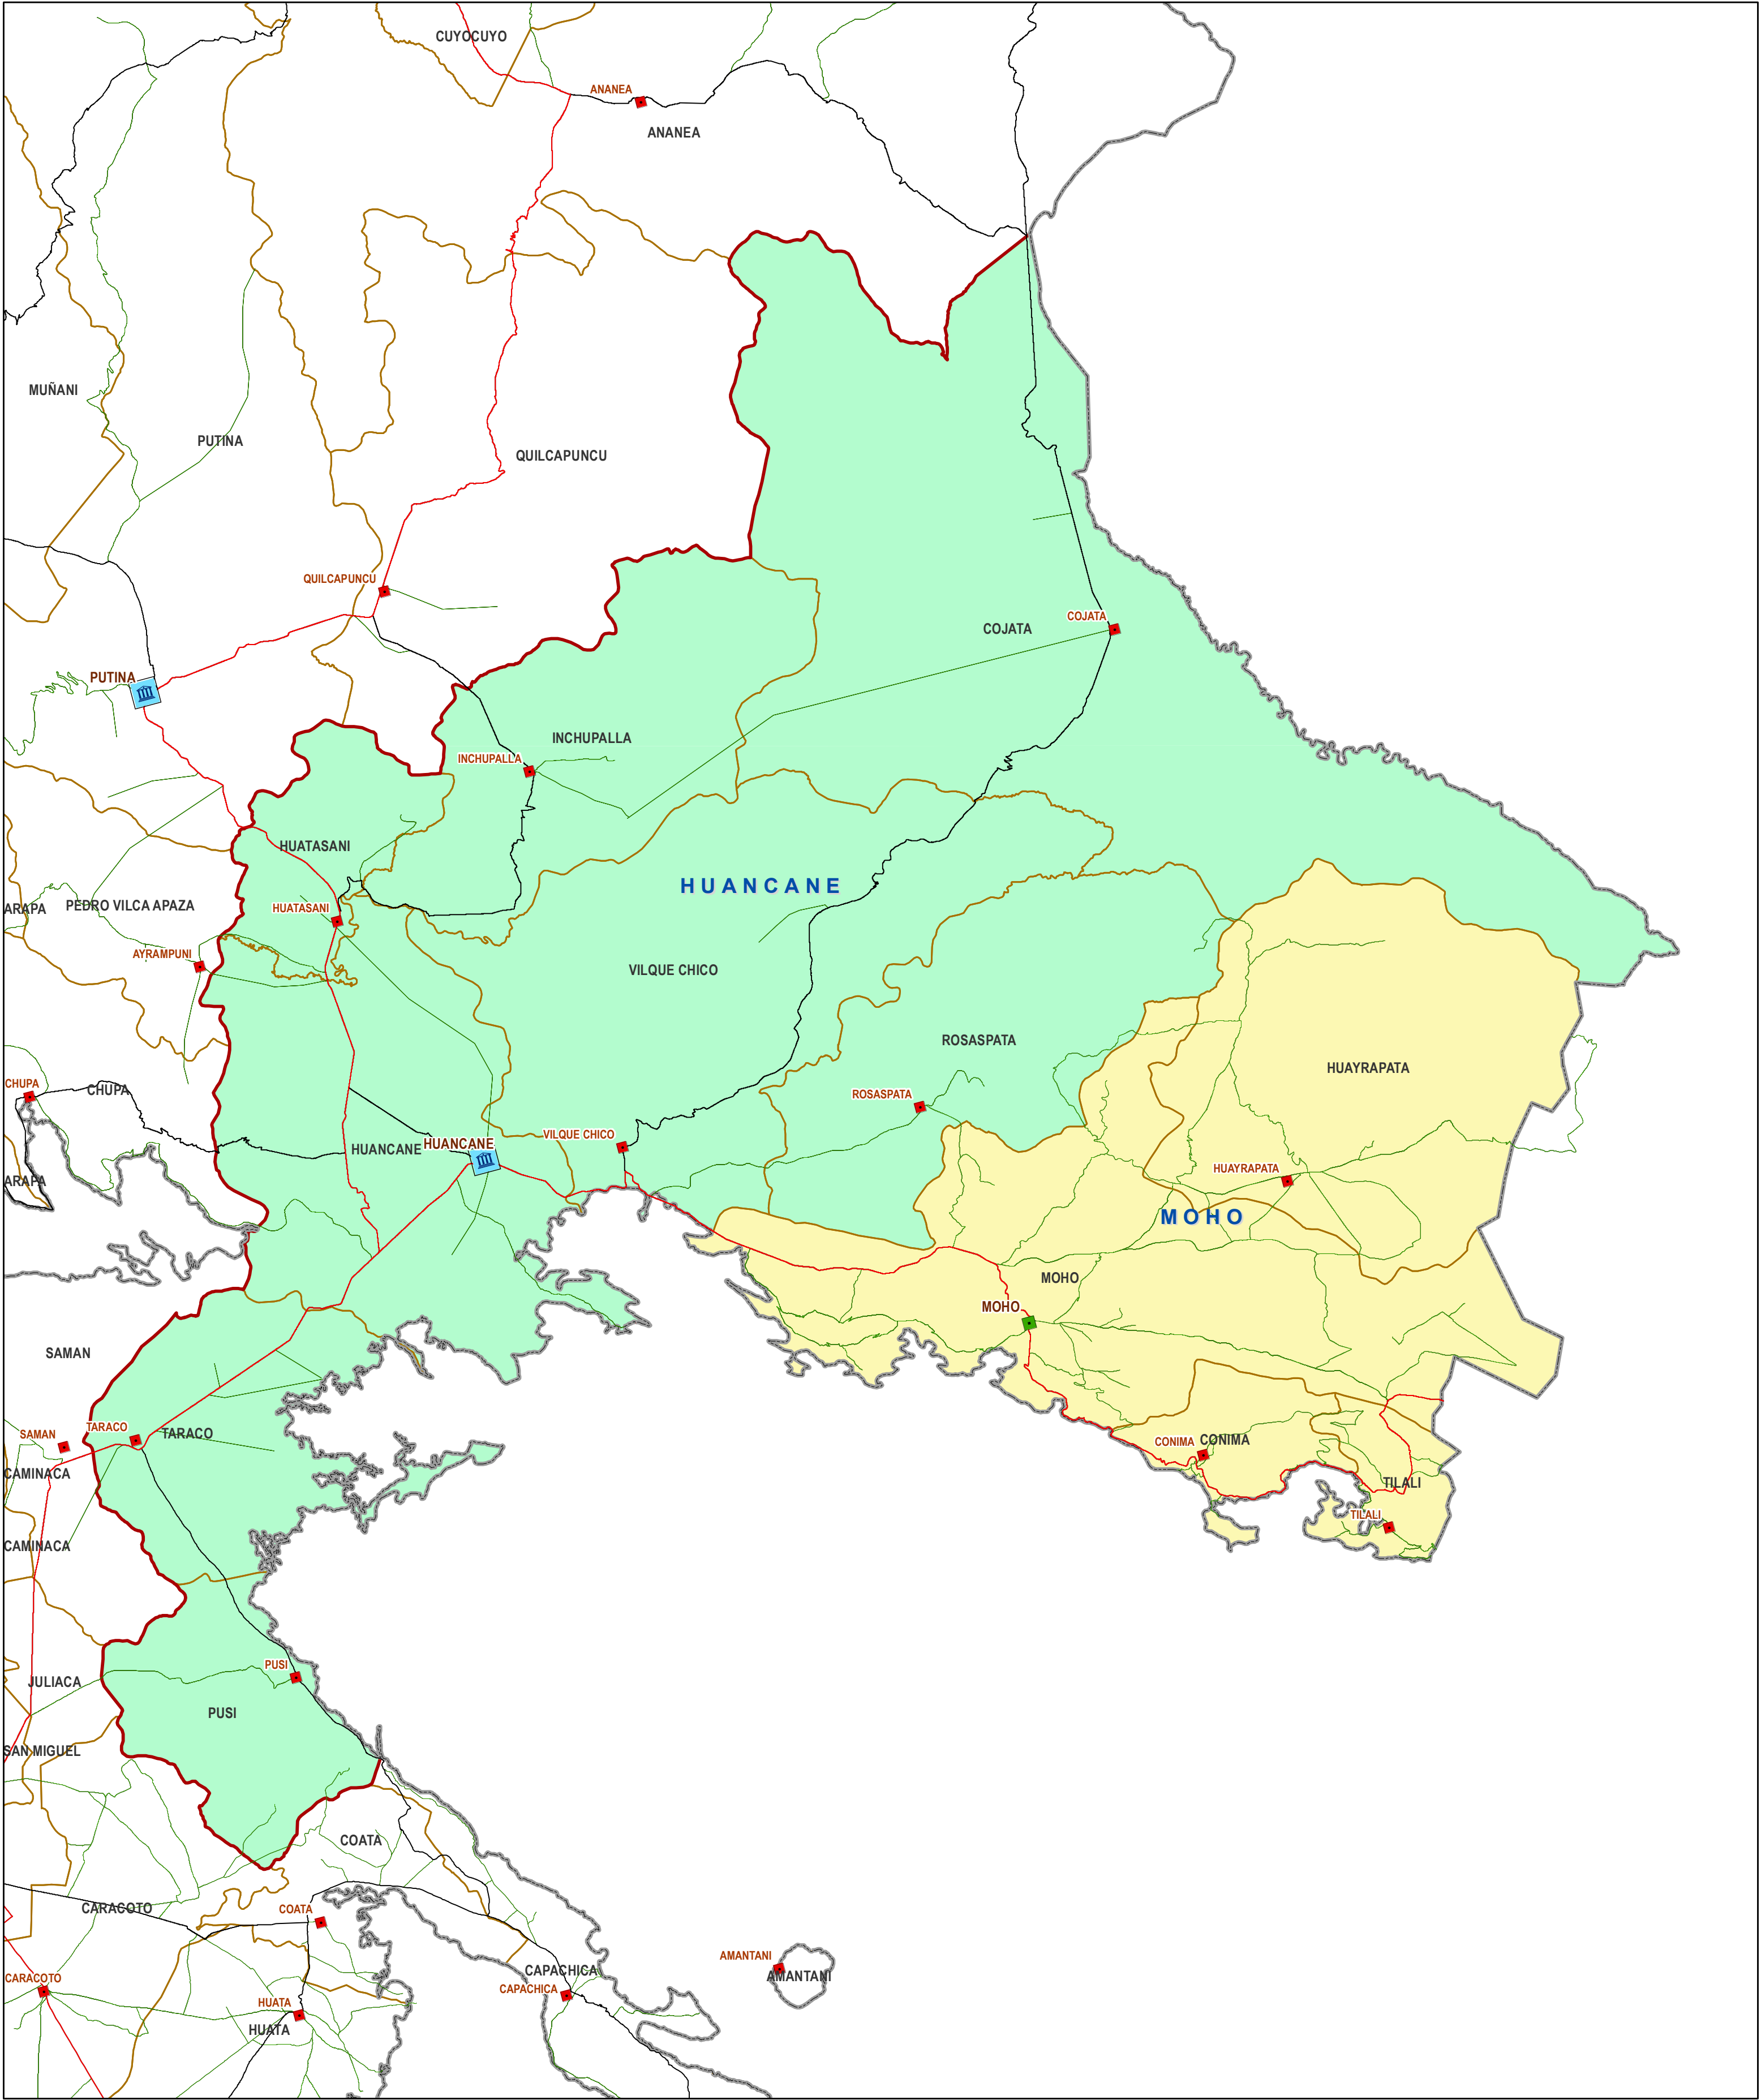 CUYOCUYO
ANANEA
ANANEA
MUÑANI
PUTINA
QUILCAPUNCU
QUILCAPUNCU
COJATA
COJATA
PUTINA
INCHUPALLA
INCHUPALLA
HUATASANI
HUANCANE
HUATASANI
ARAPA
PEDRO VILCA APAZA
AYRAMPUNI
VILQUE CHICO
ROSASPATA
HUAYRAPATA
CHUPA
CHUPA
ROSASPATA
VILQUE CHICO
HUANCANE
HUANCANE
HUAYRAPATA
ARAPA
MOHO
MOHO
MOHO
SAMAN
TARACO
TARACO
SAMAN
CONIMA
CONIMA
CAMINACA
TILALI
TILALI
CAMINACA
PUSI
JULIACA
PUSI
SAN MIGUEL
COATA
CARACOTO
COATA
AMANTANI
AMANTANI
CAPACHICA
CARACOTO
CAPACHICA
HUATA
HUATA